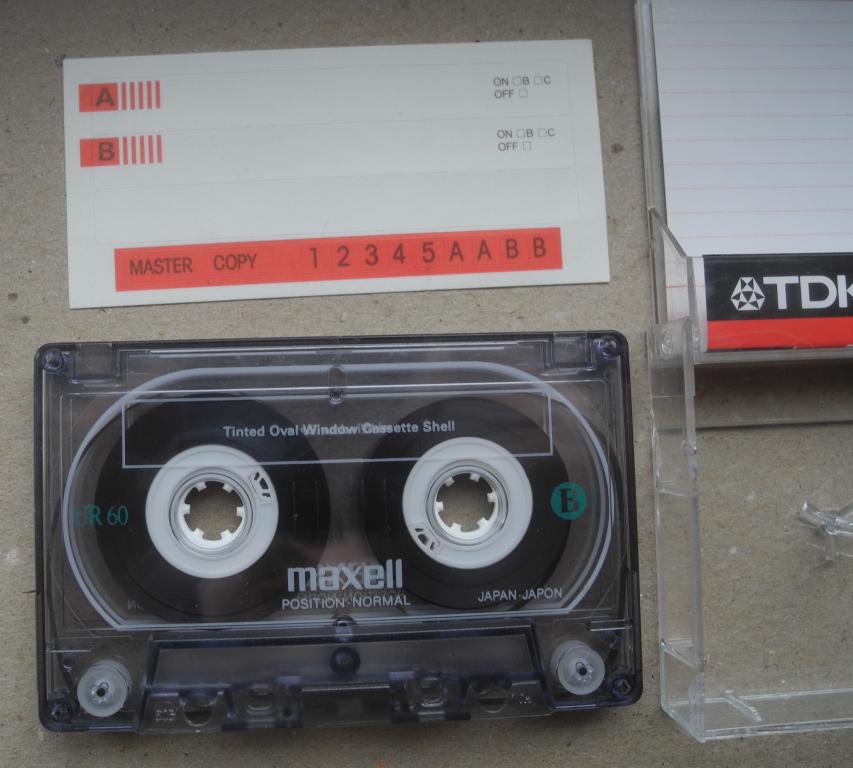 A
ON □B □C
OFF □
B
ON □B □C
OFF □
MASTER COPY 1 2 3 4 5 A A B B
TDK
Tinted Oval Window Cassette Shell
UR 60
B
maxell
POSITION·NORMAL
JAPAN·JAPON